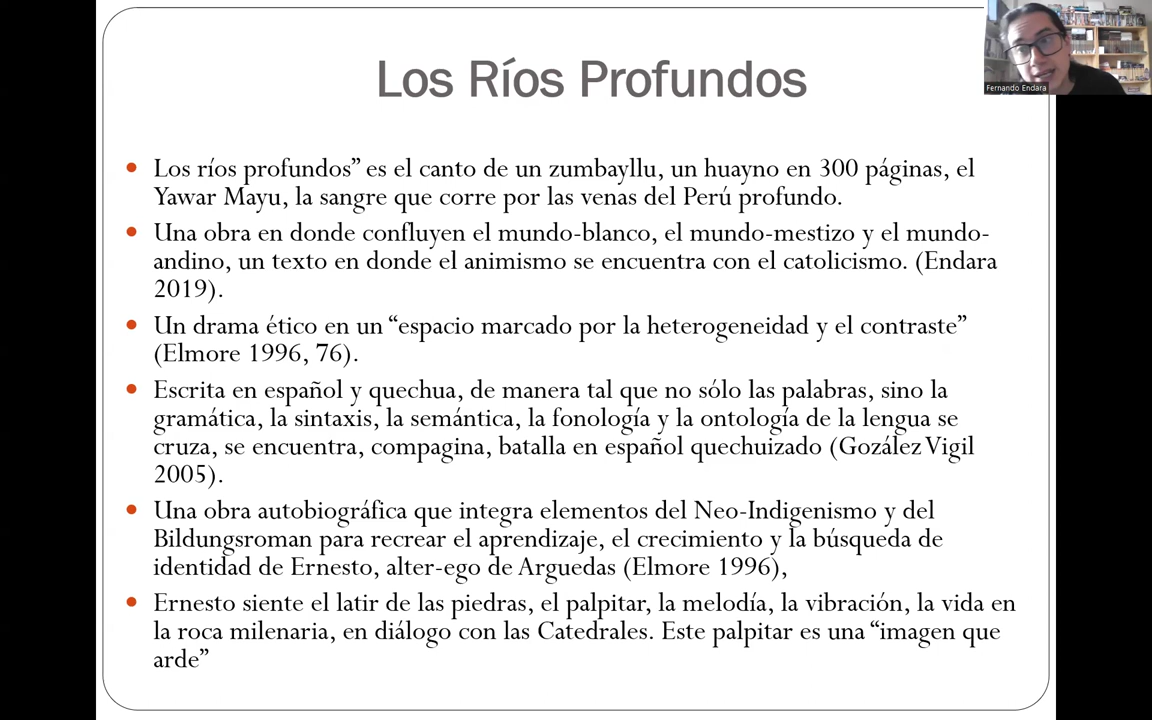 Los Ríos Profundos
Fernando Endara
Los ríos profundos” es el canto de un zumbayllu, un huayno en 300 páginas, el
Yawar Mayu, la sangre que corre por las venas del Perú profundo.
Una obra en donde confluyen el mundo-blanco, el mundo-mestizo y el mundo-
andino, un texto en donde el animismo se encuentra con el catolicismo. (Endara
2019).
Un drama ético en un “espacio marcado por la heterogeneidad y el contraste”
(Elmore 1996, 76).
Escrita en español y quechua, de manera tal que no sólo las palabras, sino la
gramática, la sintaxis, la semántica, la fonología y la ontología de la lengua se
cruza, se encuentra, compagina, batalla en español quechuizado (Gozález Vigil
2005).
Una obra autobiográfica que integra elementos del Neo-Indigenismo y del
Bildungsroman para recrear el aprendizaje, el crecimiento y la búsqueda de
identidad de Ernesto, alter-ego de Arguedas (Elmore 1996),
Ernesto siente el latir de las piedras, el palpitar, la melodía, la vibración, la vida en
la roca milenaria, en diálogo con las Catedrales. Este palpitar es una “imagen que
arde”